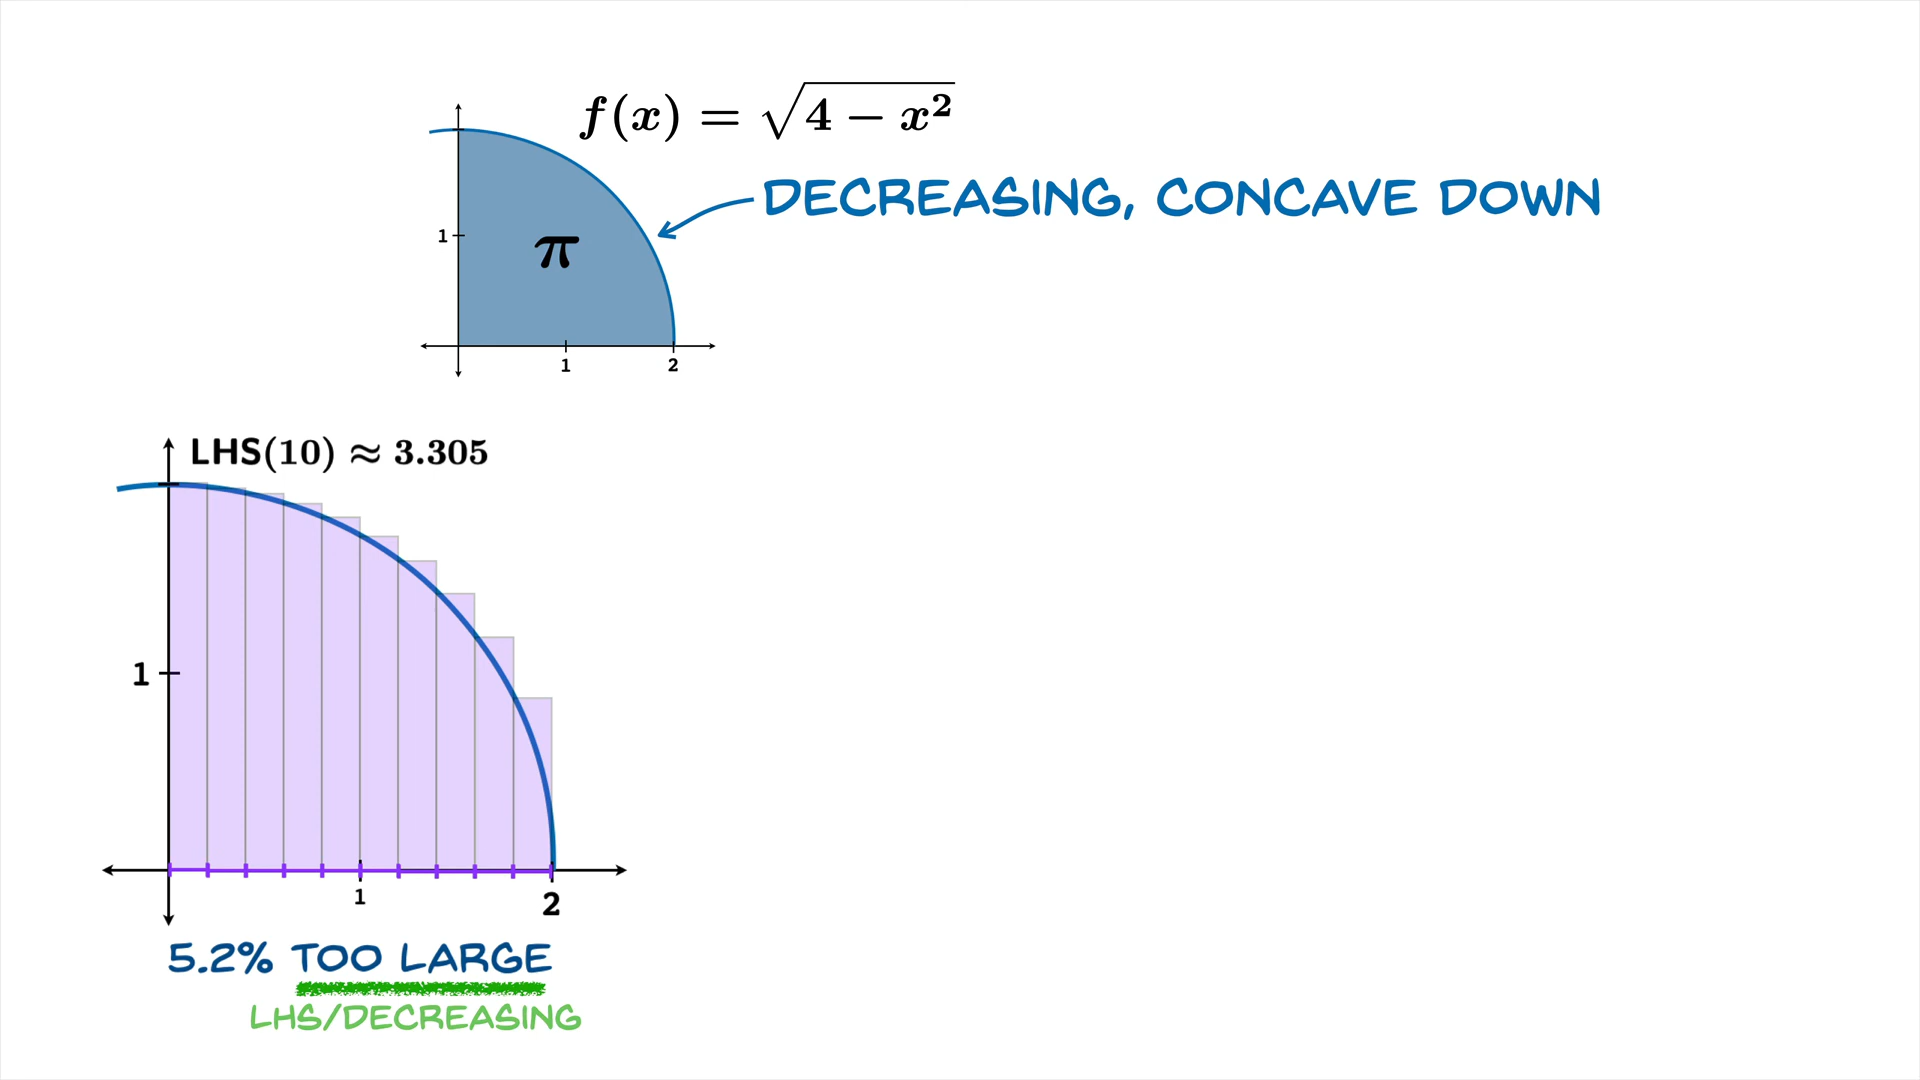 f(x) = √4 − x²
DECREASING, CONCAVE DOWN
1
π
1 2
LHS(10) ≈ 3.305
1
1 2
5.2% TOO LARGE
LHS/DECREASING